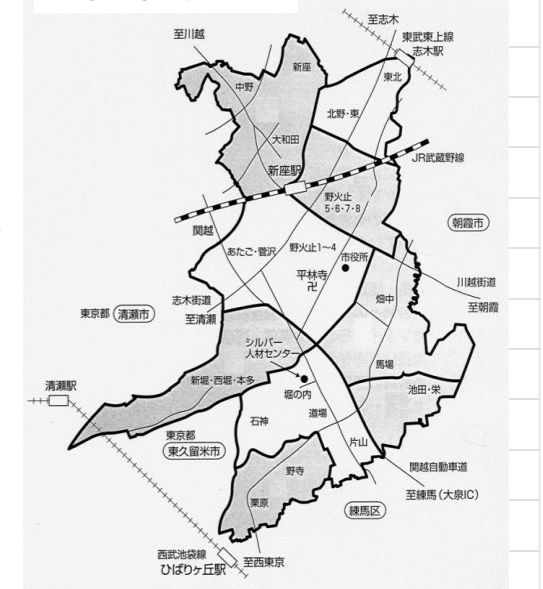 至志木
至川越
東武東上線
志木駅
新座
中野
東北
北野・東
大和田
新座駅
JR武蔵野線
野火止
5・6・7・8
朝霞市
関越
あたご・菅沢
野火止1〜4
市役所
平林寺
卍
川越街道
至朝霞
畑中
志木街道
至清瀬
東京都 清瀬市
シルバー
人材センター
馬場
新堀・西堀・本多
池田・栄
清瀬駅
堀の内
道場
石神
片山
東京都
東久留米市
関越自動車道
至練馬(大泉IC)
野寺
栗原
練馬区
西武池袋線
ひばりヶ丘駅
至西東京